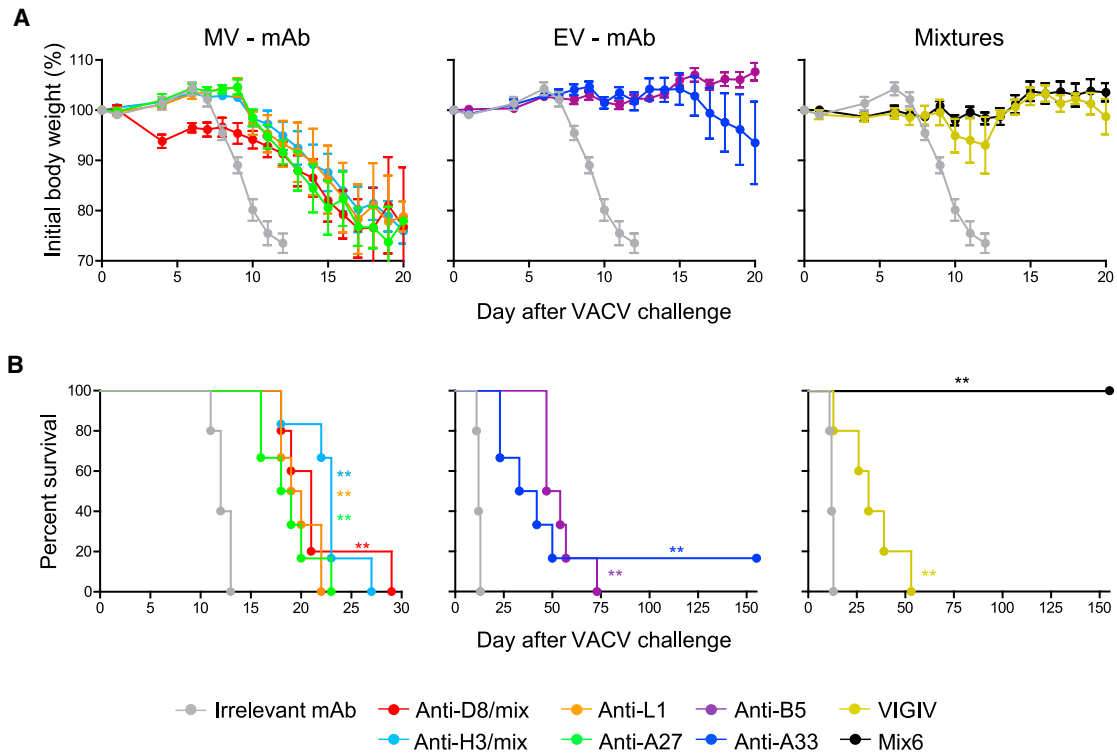 A
MV - mAb
EV - mAb
Mixtures
Initial body weight (%)
110
100
90
80
70
0 5 10 15 20
0 5 10 15 20
0 5 10 15 20
Day after VACV challenge
B
Percent survival
100
80
60
40
20
0
**
**
**
**
**
**
**
**
0 5 10 15 20 25 30
0 25 50 75 100 125 150
0 25 50 75 100 125 150
Day after VACV challenge
Irrelevant mAb Anti-D8/mix Anti-L1 Anti-B5 VIGIV
Anti-H3/mix Anti-A27 Anti-A33 Mix6